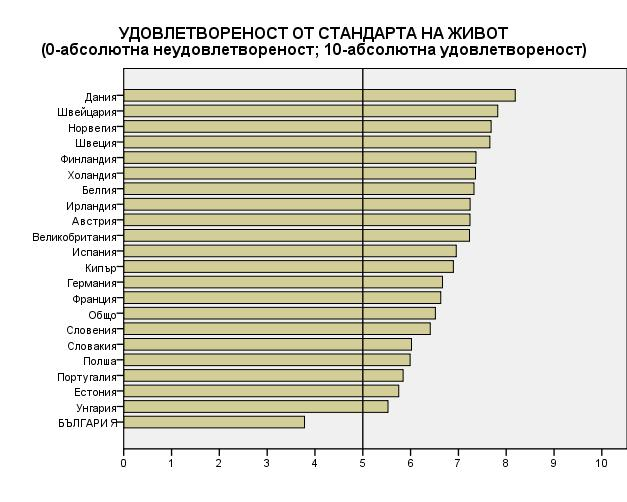 УДОВЛЕТВОРЕНОСТ ОТ СТАНДАРТА НА ЖИВОТ
(0-абсолютна неудовлетвореност; 10-абсолютна удовлетвореност)
Дания
Швейцария
Норвегия
Швеция
Финландия
Холандия
Белгия
Ирландия
Австрия
Великобритания
Испания
Кипър
Германия
Франция
Общо
Словения
Словакия
Полша
Португалия
Естония
Унгария
БЪЛГАРИЯ
0 1 2 3 4 5 6 7 8 9 10